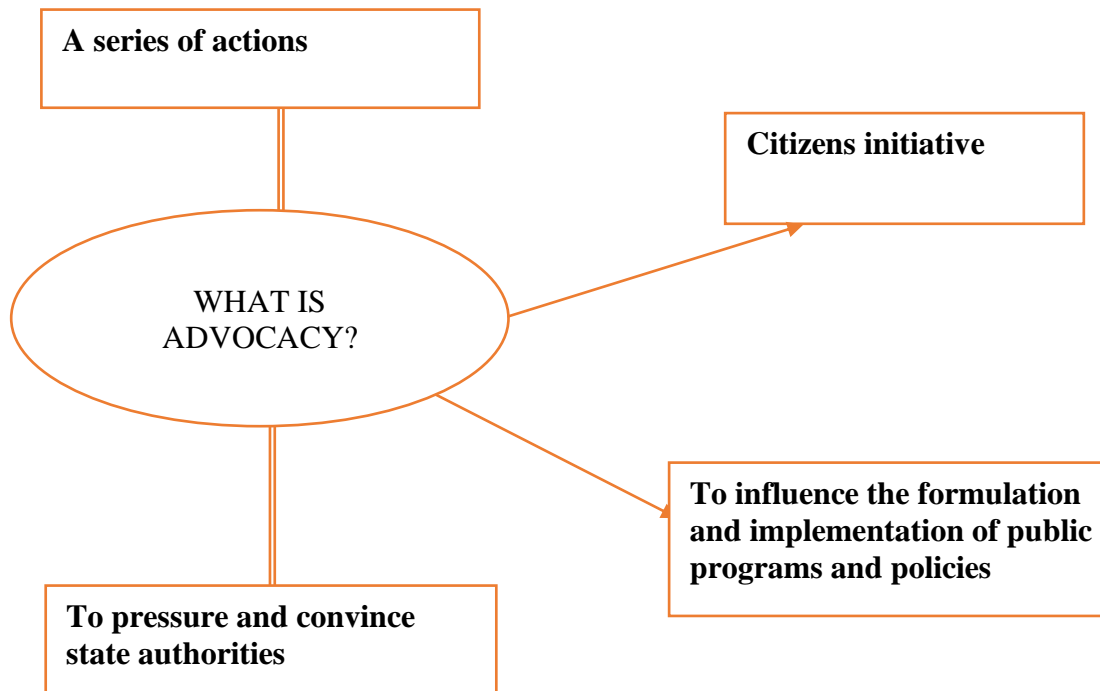 A series of actions
Citizens initiative
WHAT IS
ADVOCACY?
To influence the formulation
and implementation of public
programs and policies
To pressure and convince
state authorities